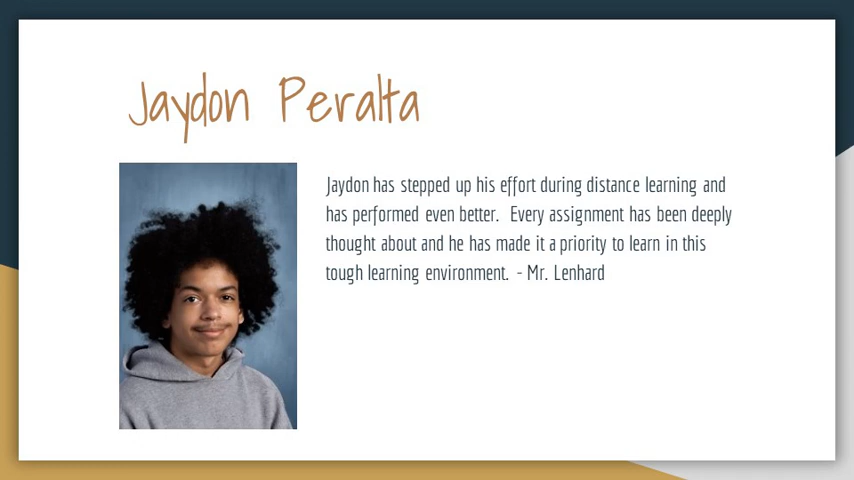 Jaydon Peralta
Jaydon has stepped up his effort during distance learning and
has performed even better.  Every assignment has been deeply
thought about and he has made it a priority to learn in this
tough learning environment.  - Mr. Lenhard